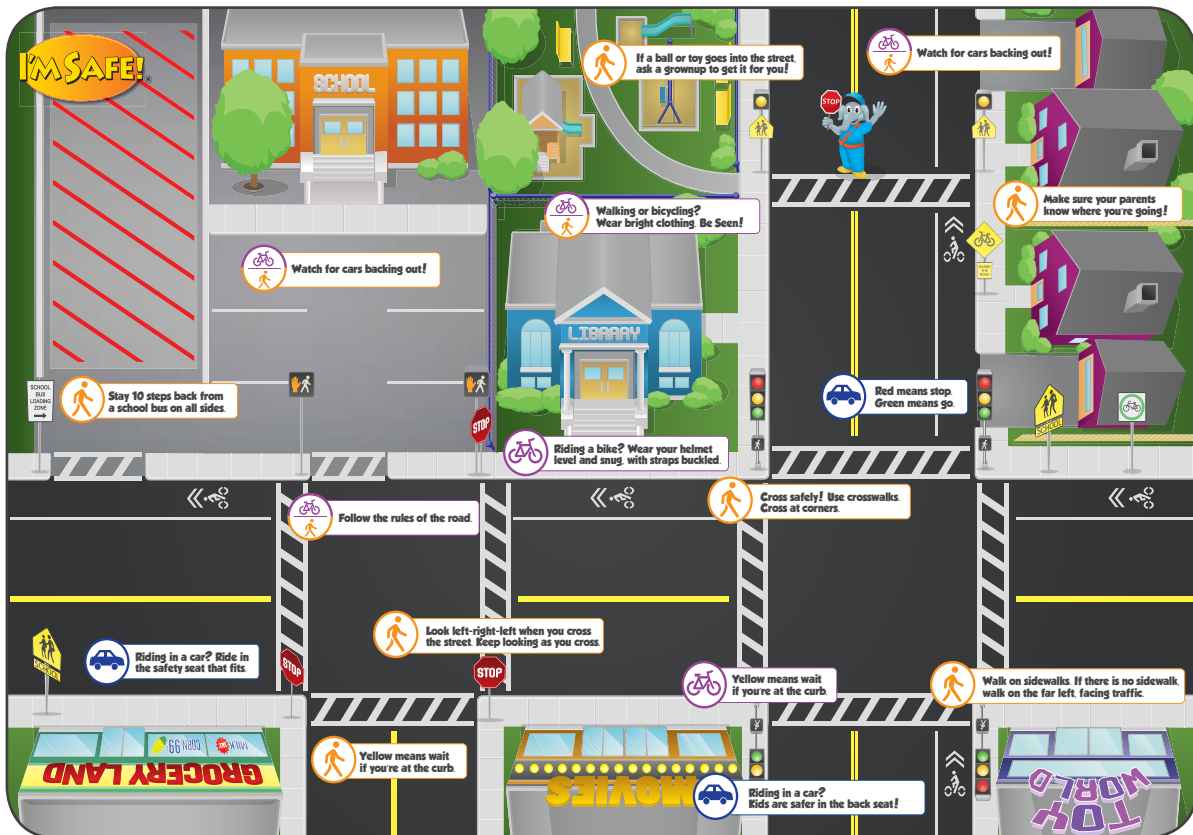 I'M SAFE!
®
SCHOOL
If a ball or toy goes into the street,
ask a grownup to get it for you!
Watch for cars backing out!
STOP
Walking or bicycling?
Wear bright clothing. Be Seen!
Make sure your parents
know where you're going!
SHARE
THE
ROAD
Watch for cars backing out!
LIBRARY
SCHOOL
BUS
LOADING
ZONE
Stay 10 steps back from
a school bus on all sides.
Red means stop.
Green means go.
SCHOOL
STOP
Riding a bike? Wear your helmet
level and snug, with straps buckled.
Cross safely! Use crosswalks.
Cross at corners.
Follow the rules of the road.
Look left-right-left when you cross
the street. Keep looking as you cross.
SCHOOL
Riding in a car? Ride in
the safety seat that fits.
STOP
STOP
Yellow means wait
if you're at the curb.
Walk on sidewalks. If there is no sidewalk,
walk on the far left, facing traffic.
MILK
CORN 99¢
GROCERY LAND
Yellow means wait
if you're at the curb.
MOVIES
Riding in a car?
Kids are safer in the back seat!
TOY
WORLD